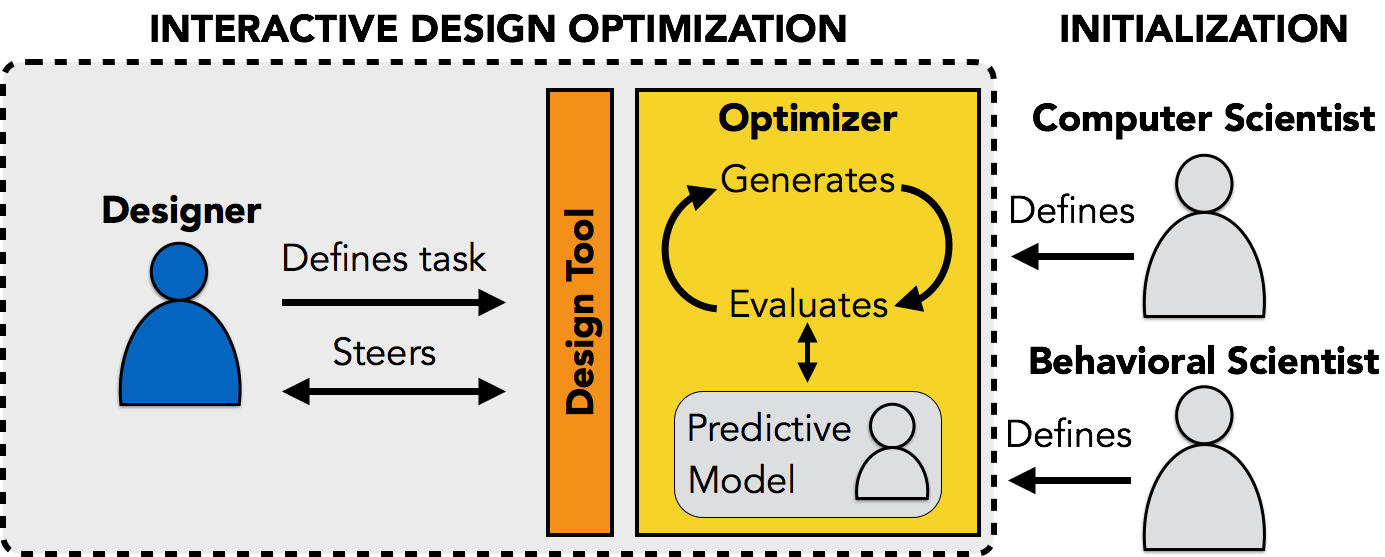 INTERACTIVE DESIGN OPTIMIZATION
INITIALIZATION
Designer
Defines task
Steers
Design Tool
Optimizer
Generates
Evaluates
Predictive
Model
Computer Scientist
Defines
Behavioral Scientist
Defines